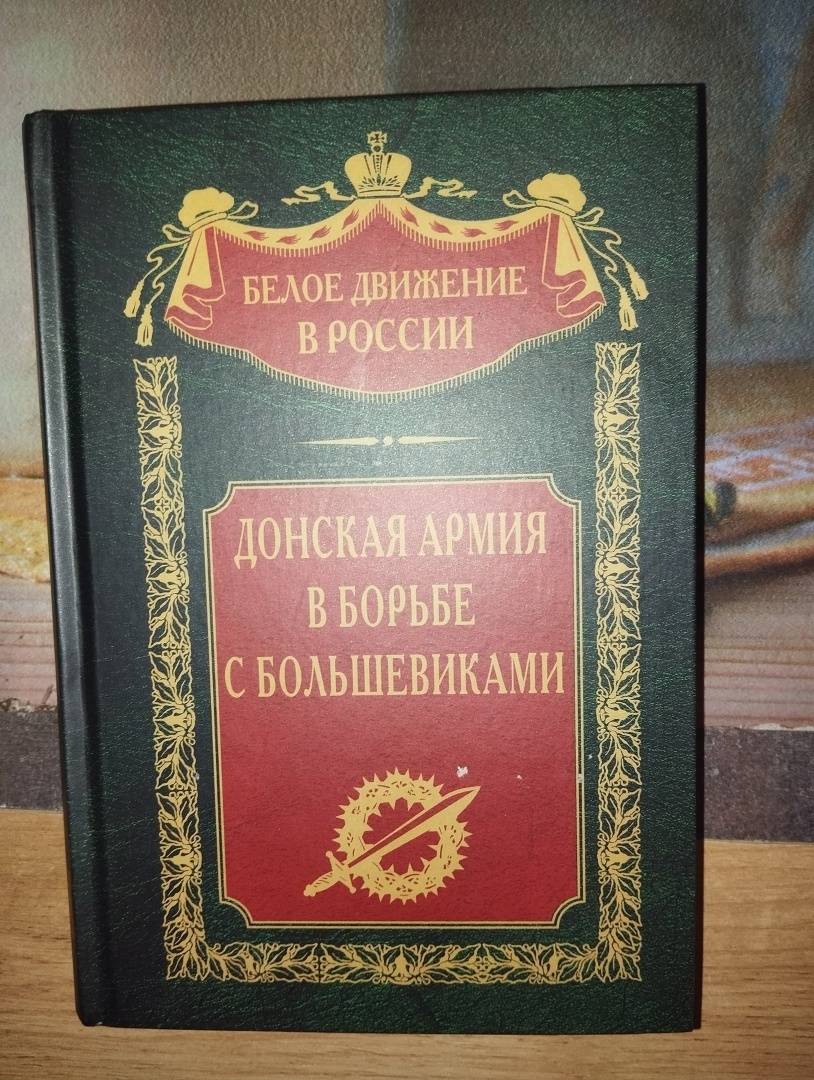 БЕЛОЕ ДВИЖЕНИЕ
В РОССИИ
ДОНСКАЯ АРМИЯ
В БОРЬБЕ
С БОЛЬШЕВИКАМИ